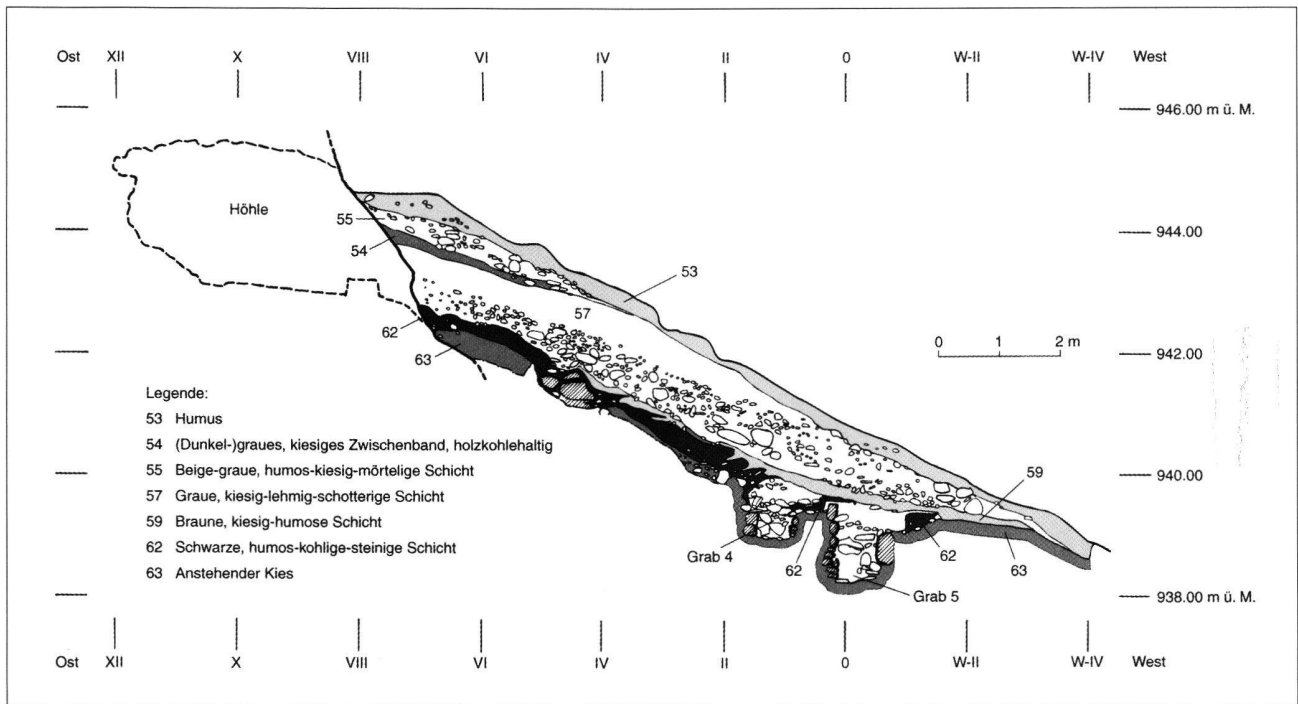 Ost XII X VIII VI IV II 0 W-II W-IV West
946.00 m ü. M.
Höhle
55
944.00
54
53
57
62
0 1 2 m
63
942.00
Legende:
53 Humus
54 (Dunkel-)graues, kiesiges Zwischenband, holzkohlehaltig
55 Beige-graue, humos-kiesig-mörtelige Schicht
940.00
57 Graue, kiesig-lehmig-schotterige Schicht
59
59 Braune, kiesig-humose Schicht
62 Schwarze, humos-kohlige-steinige Schicht
63 Anstehender Kies
Grab 4
62
62
63
Grab 5
938.00 m ü. M.
Ost XII X VIII VI IV II 0 W-II W-IV West